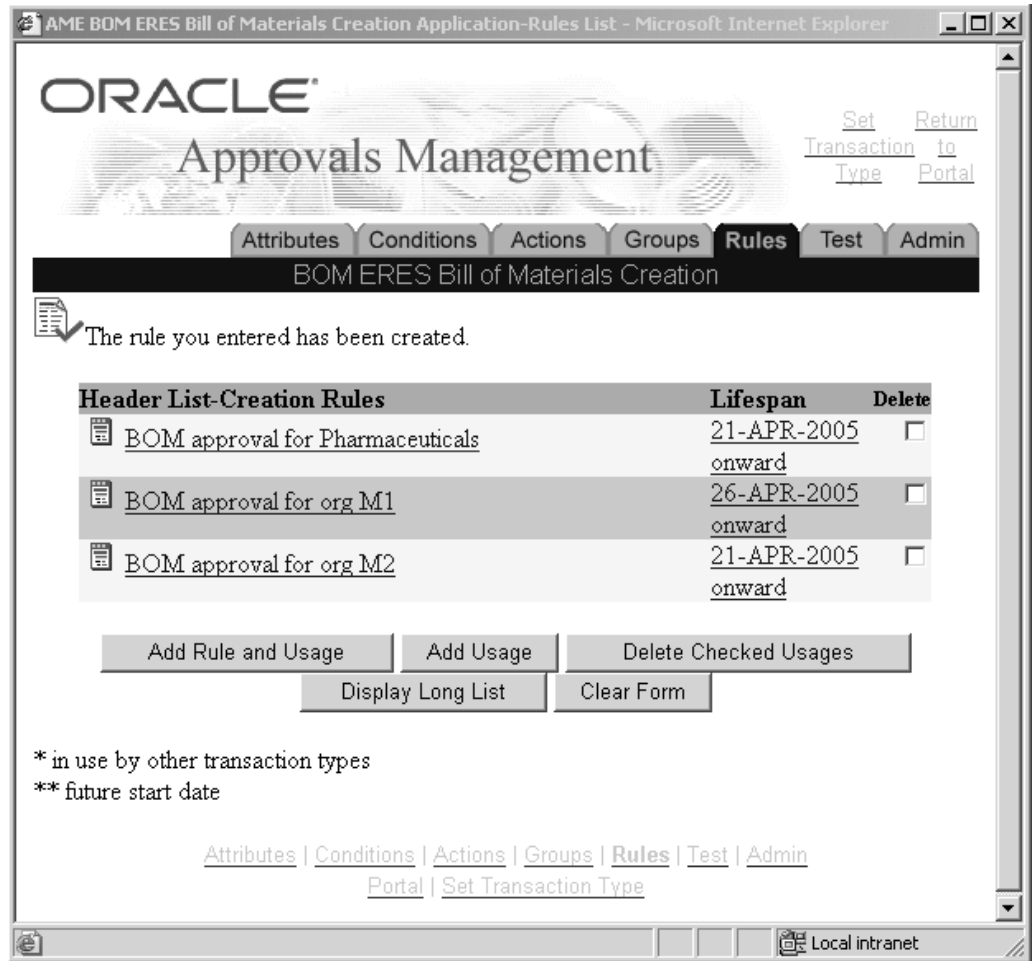 AME BOM ERES Bill of Materials Creation Application-Rules List - Microsoft Internet Explorer
ORACLE
Approvals Management
Set Transaction Type
Return to Portal
Attributes Conditions Actions Groups Rules Test Admin
BOM ERES Bill of Materials Creation
The rule you entered has been created.
Header List-Creation Rules Lifespan Delete
BOM approval for Pharmaceuticals 21-APR-2005
onward
BOM approval for org M1 26-APR-2005
onward
BOM approval for org M2 21-APR-2005
onward
Add Rule and Usage Add Usage Delete Checked Usages
Display Long List Clear Form
* in use by other transaction types
** future start date
Attributes | Conditions | Actions | Groups | Rules | Test | Admin
Portal | Set Transaction Type
Local intranet